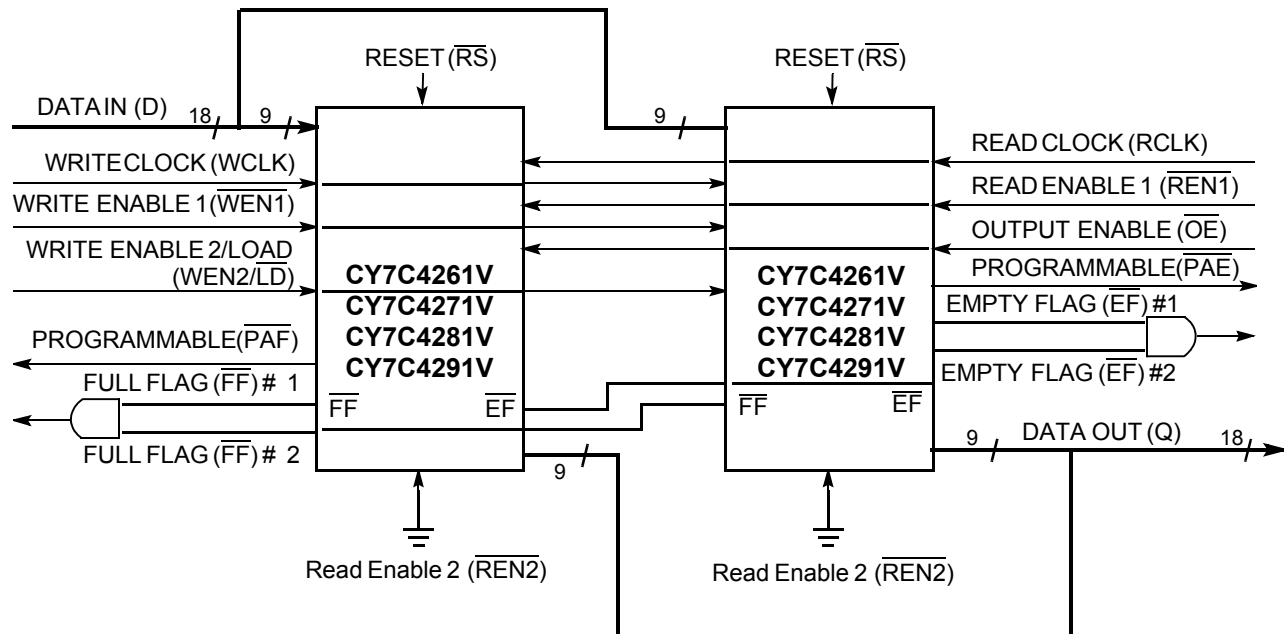 RESET (RS)
RESET (RS)
DATA IN (D)
18
9
9
WRITE CLOCK (WCLK)
WRITE ENABLE 1 (WEN1)
WRITE ENABLE 2/LOAD
(WEN2/LD)
PROGRAMMABLE (PAF)
FULL FLAG (FF) # 1
FULL FLAG (FF) # 2
CY7C4261V
CY7C4271V
CY7C4281V
CY7C4291V
FF
EF
9
Read Enable 2 (REN2)
CY7C4261V
CY7C4271V
CY7C4281V
CY7C4291V
FF
EF
Read Enable 2 (REN2)
READ CLOCK (RCLK)
READ ENABLE 1 (REN1)
OUTPUT ENABLE (OE)
PROGRAMMABLE (PAE)
EMPTY FLAG (EF) #1
EMPTY FLAG (EF) #2
9
DATA OUT (Q)
18